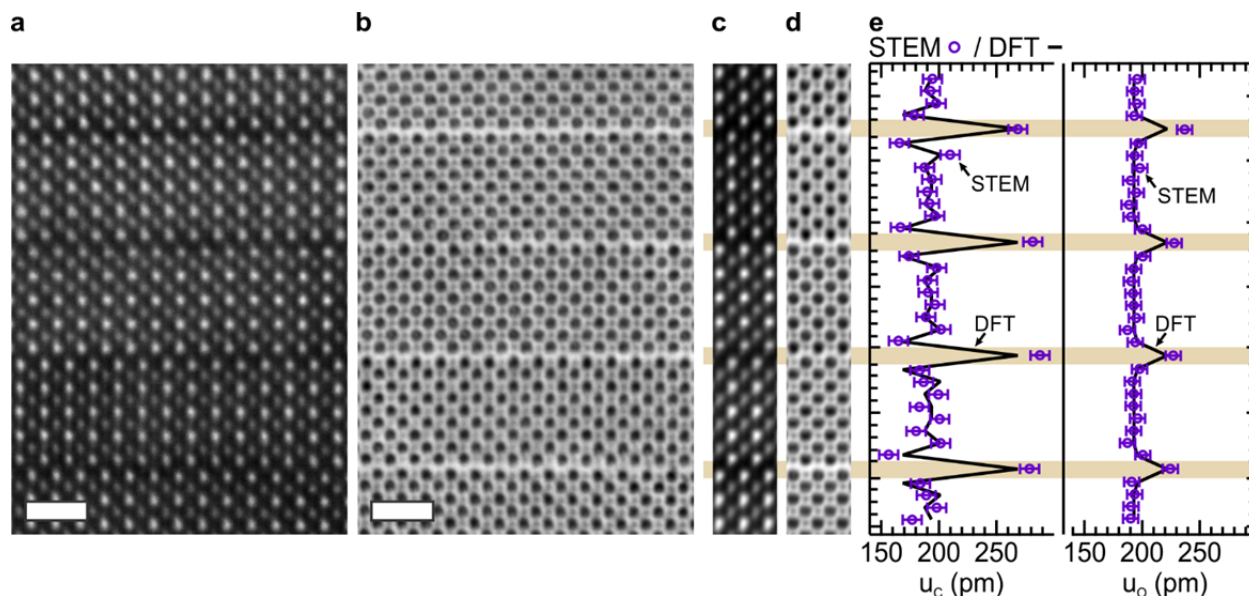 a
b
c
d
e
STEM / DFT
STEM
STEM
DFT
DFT
150
200
250
150
200
250
u_c (pm)
u_o (pm)